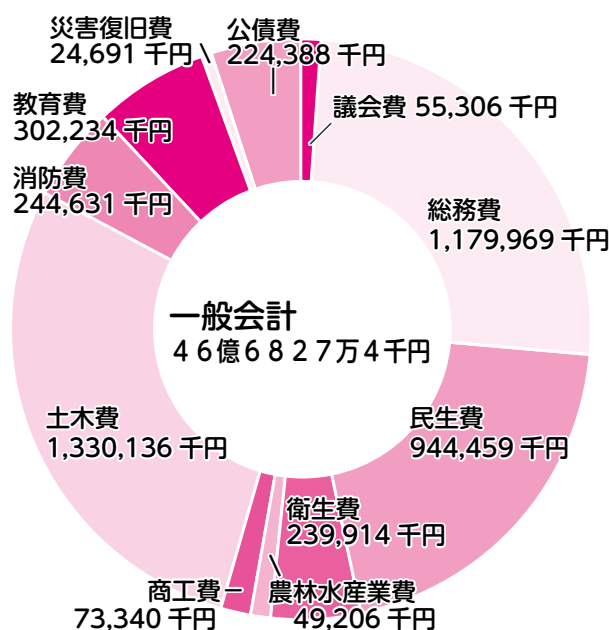 災害復旧費
24,691 千円
公債費
224,388 千円
議会費 55,306 千円
教育費
302,234 千円
消防費
244,631 千円
総務費
1,179,969 千円
一般会計
46億6827万4千円
土木費
1,330,136 千円
民生費
944,459 千円
衛生費
239,914 千円
商工費
73,340 千円
農林水産業費
49,206 千円